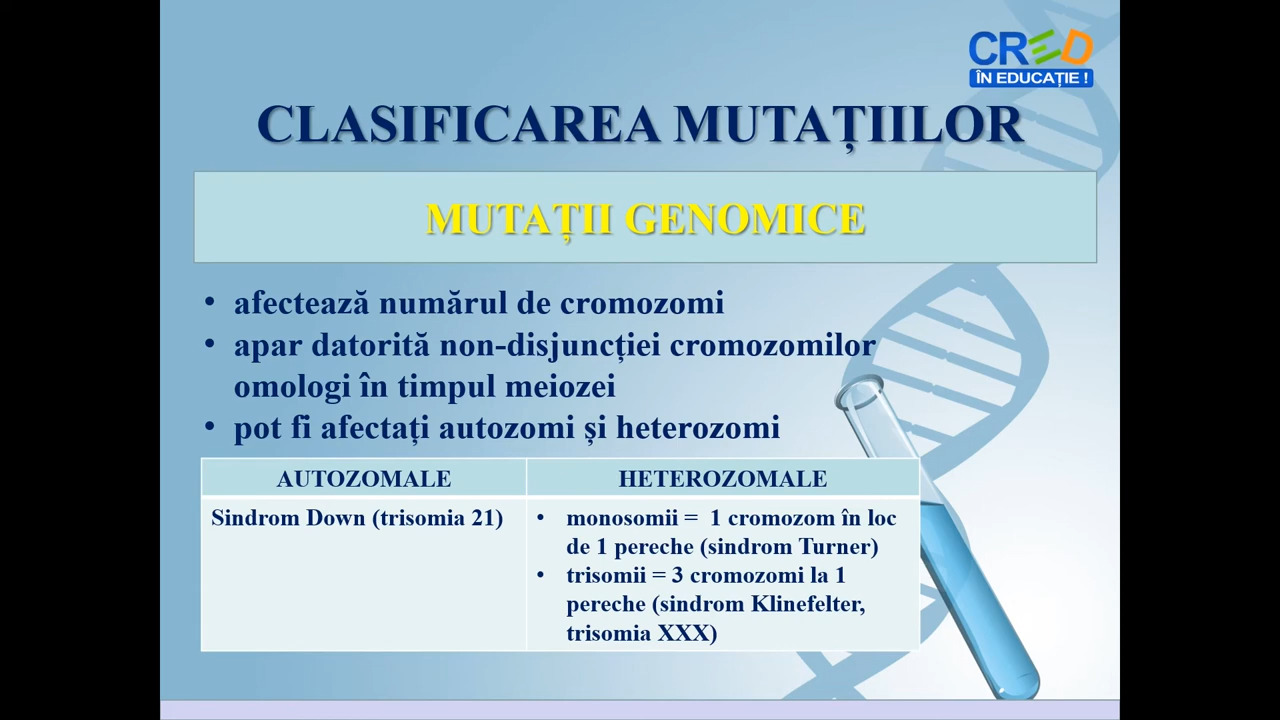 CRED
ÎN EDUCAȚIE !
CLASIFICAREA MUTAȚIILOR
MUTAȚII GENOMICE
• afectează numărul de cromozomi
• apar datorită non-disjuncției cromozomilor
omologi în timpul meiozei
• pot fi afectați autozomi și heterozomi
AUTOZOMALE
HETEROZOMALE
Sindrom Down (trisomia 21)
• monosomii = 1 cromozom în loc
de 1 pereche (sindrom Turner)
• trisomii = 3 cromozomi la 1
pereche (sindrom Klinefelter,
trisomia XXX)